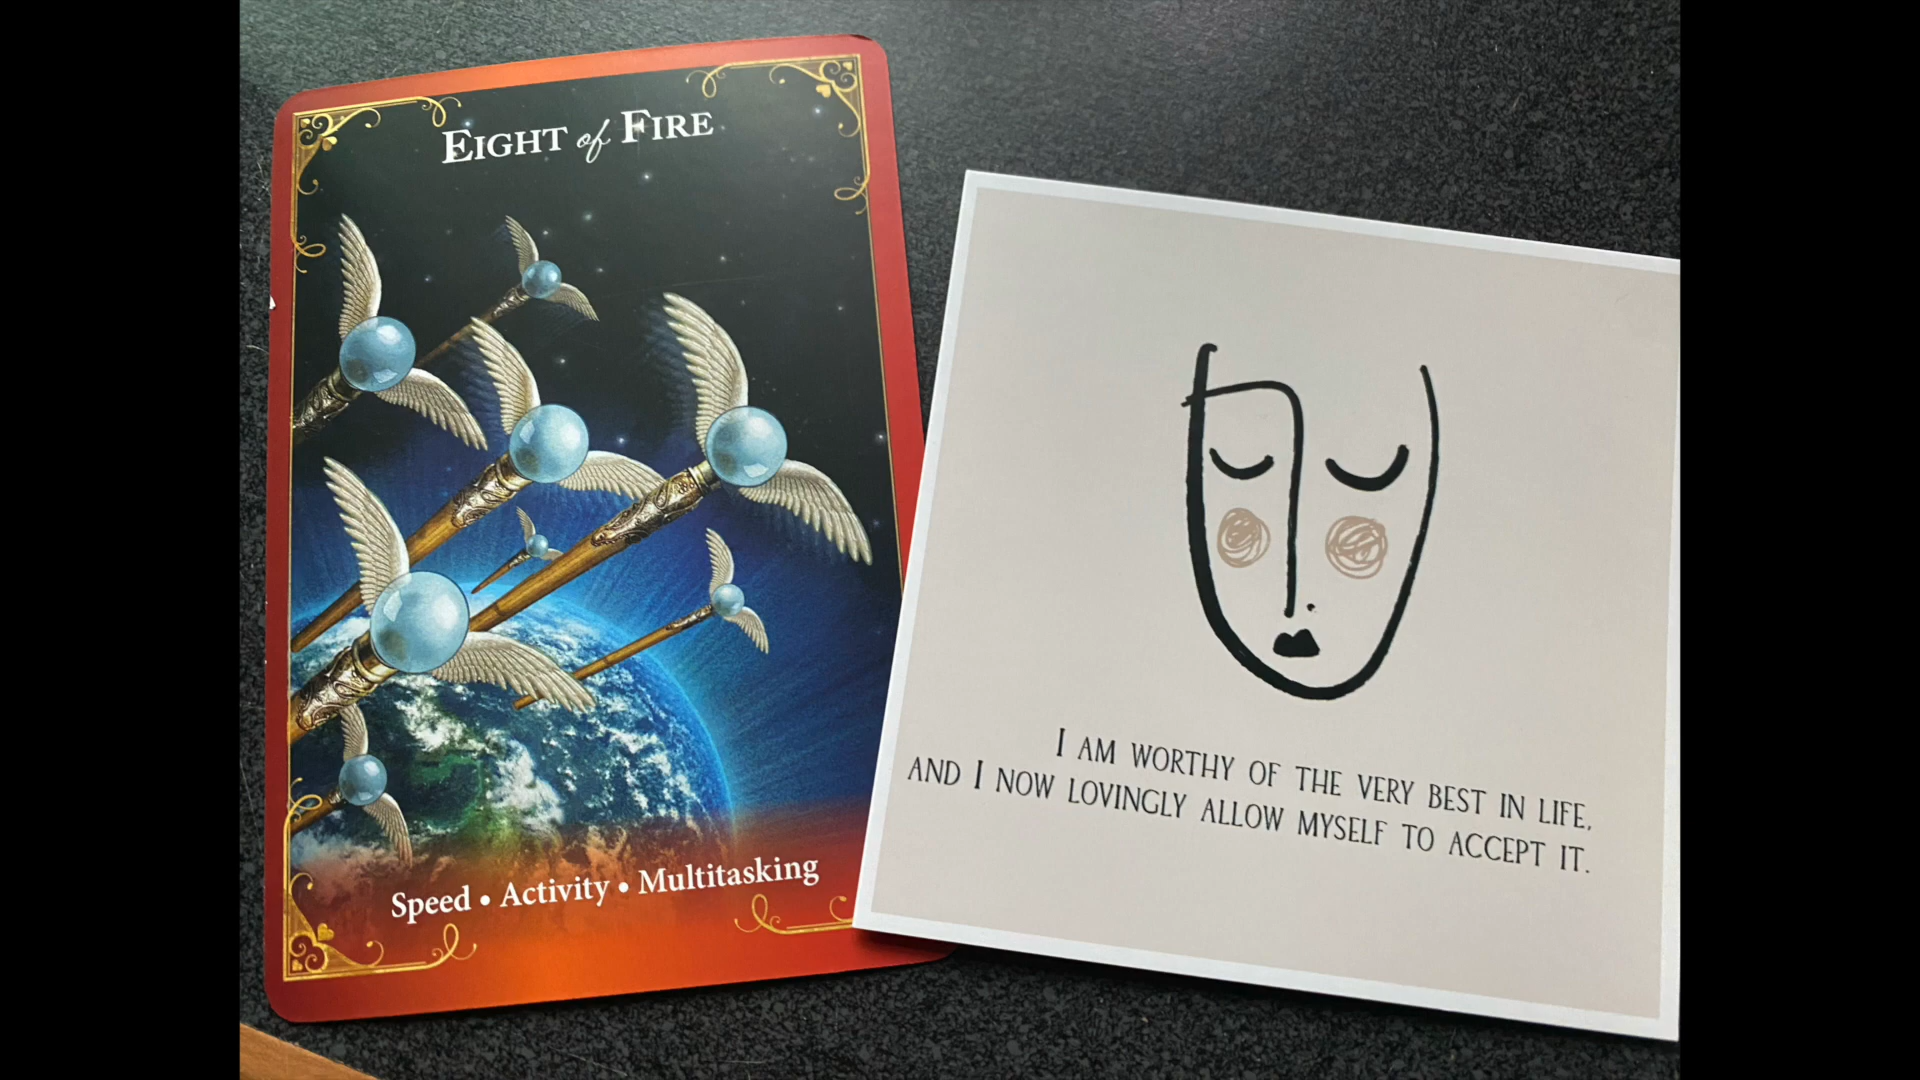 EIGHT of FIRE
Speed • Activity • Multitasking
I AM WORTHY OF THE VERY BEST IN LIFE,
AND I NOW LOVINGLY ALLOW MYSELF TO ACCEPT IT.